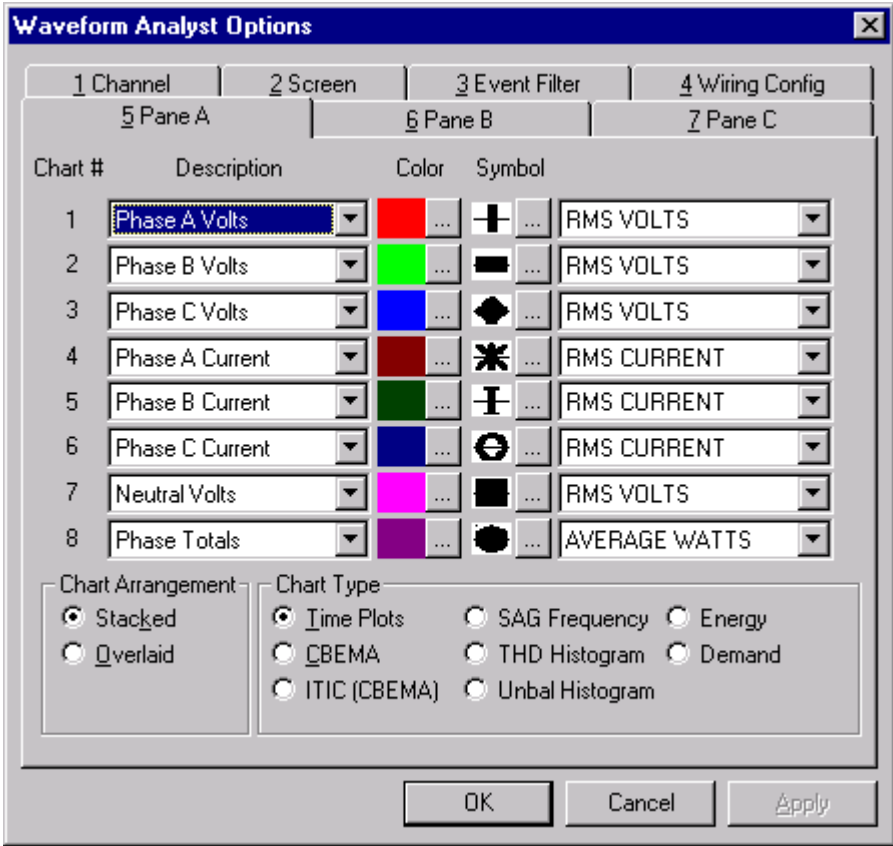 Waveform Analyst Options
1 Channel 2 Screen 3 Event Filter 4 Wiring Config
5 Pane A 6 Pane B 7 Pane C
Chart # Description Color Symbol
1 Phase A Volts ... ... RMS VOLTS
2 Phase B Volts ... ... RMS VOLTS
3 Phase C Volts ... ... RMS VOLTS
4 Phase A Current ... ... RMS CURRENT
5 Phase B Current ... ... RMS CURRENT
6 Phase C Current ... ... RMS CURRENT
7 Neutral Volts ... ... RMS VOLTS
8 Phase Totals ... ... AVERAGE WATTS
Chart Arrangement Chart Type
Stacked Time Plots SAG Frequency Energy
Overlaid CBEMA THD Histogram Demand
ITIC (CBEMA) Unbal Histogram
OK Cancel Apply